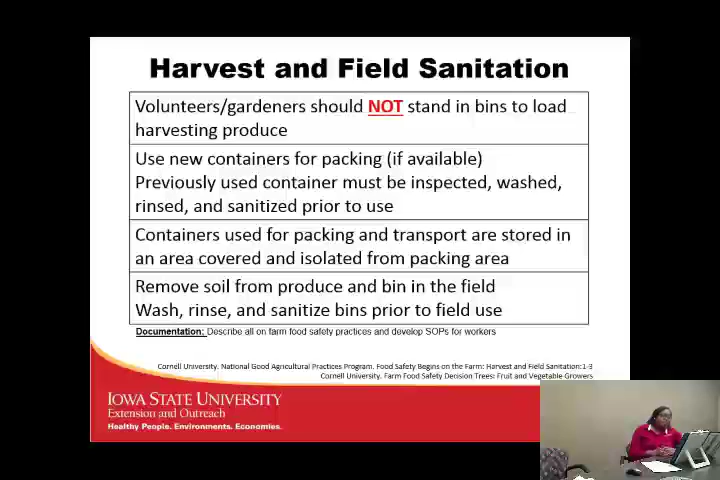 Harvest and Field Sanitation
Volunteers/gardeners should NOT stand in bins to load
harvesting produce
Use new containers for packing (if available)
Previously used container must be inspected, washed,
rinsed, and sanitized prior to use
Containers used for packing and transport are stored in
an area covered and isolated from packing area
Remove soil from produce and bin in the field
Wash, rinse, and sanitize bins prior to field use
Documentation: Describe all on farm food safety practices and develop SOPs for workers
Cornell University. National Good Agricultural Practices Program. Food Safety Begins on the Farm: Harvest and Field Sanitation:1-3
Cornell University. Farm Food Safety Decision Trees: Fruit and Vegetable Growers
IOWA STATE UNIVERSITY
Extension and Outreach
Healthy People. Environments. Economies.